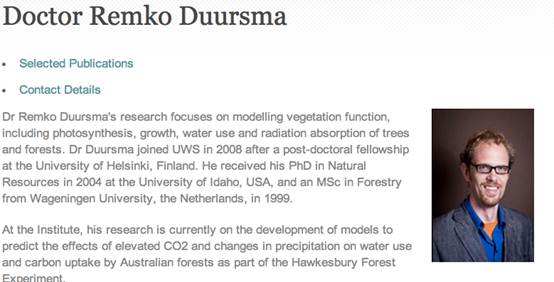 Doctor Remko Duursma
Selected Publications
Contact Details
Dr Remko Duursma's research focuses on modelling vegetation function,
including photosynthesis, growth, water use and radiation absorption of trees
and forests. Dr Duursma joined UWS in 2008 after a post-doctoral fellowship
at the University of Helsinki, Finland. He received his PhD in Natural
Resources in 2004 at the University of Idaho, USA, and an MSc in Forestry
from Wageningen University, the Netherlands, in 1999.
At the Institute, his research is currently on the development of models to
predict the effects of elevated CO2 and changes in precipitation on water use
and carbon uptake by Australian forests as part of the Hawkesbury Forest
Experiment.